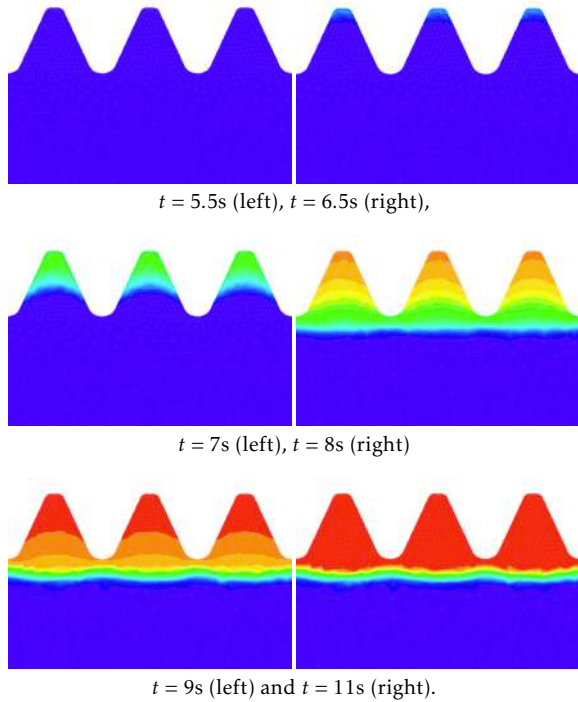 t = 5.5s (left), t = 6.5s (right),
t = 7s (left), t = 8s (right)
t = 9s (left) and t = 11s (right).